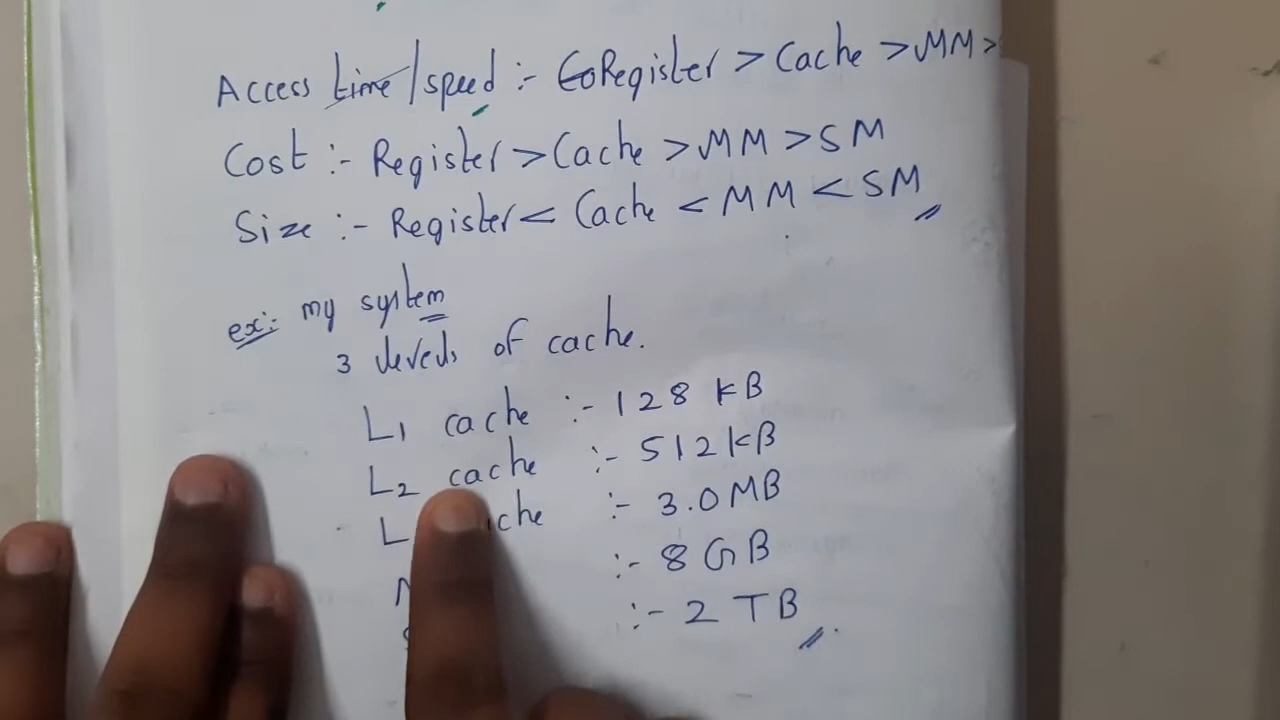 Access time/speed :- Register > Cache > MM >
Cost :- Register > Cache > MM > SM
Size :- Register < Cache < MM < SM
ex:- my system
3 levels of cache.
L1 cache :- 128 KB
L2 cache :- 512 KB
L :- 3.0 MB
:- 8 GB
:- 2 TB